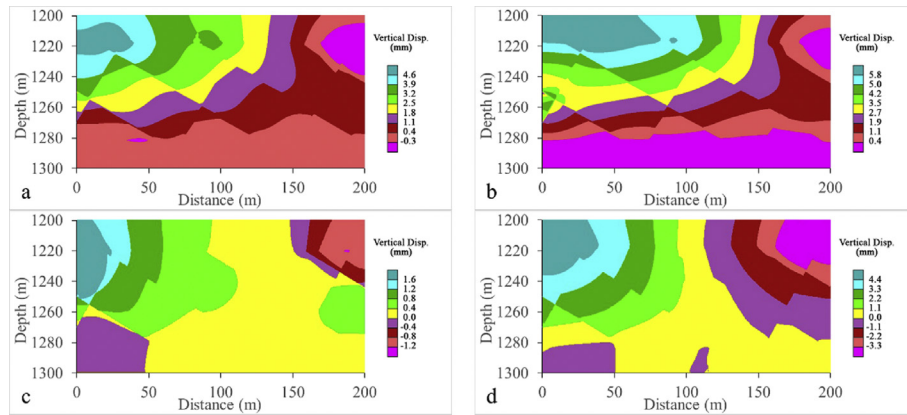 Vertical Disp.
(mm)
4.6
3.9
3.2
2.5
1.8
1.1
0.4
-0.3
1200
1220
1240
1260
1280
1300
Depth (m)
0 50 100 150 200
Distance (m)
a
Vertical Disp.
(mm)
5.8
5.0
4.2
3.5
2.7
1.9
1.1
0.4
1200
1220
1240
1260
1280
1300
Depth (m)
0 50 100 150 200
Distance (m)
b
Vertical Disp.
(mm)
1.6
1.2
0.8
0.4
0.0
-0.4
-0.8
-1.2
1200
1220
1240
1260
1280
1300
Depth (m)
0 50 100 150 200
Distance (m)
c
Vertical Disp.
(mm)
4.4
3.3
2.2
1.1
0.0
-1.1
-2.2
-3.3
1200
1220
1240
1260
1280
1300
Depth (m)
0 50 100 150 200
Distance (m)
d